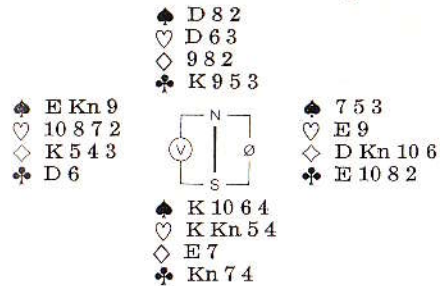 ♠ D 8 2
♡ D 6 3
♢ 9 8 2
♣ K 9 5 3
♠ E Kn 9
♡ 10 8 7 2
♢ K 5 4 3
♣ D 6
N
V
Ø
S
♠ 7 5 3
♡ E 9
♢ D Kn 10 6
♣ E 10 8 2
♠ K 10 6 4
♡ K Kn 5 4
♢ E 7
♣ Kn 7 4